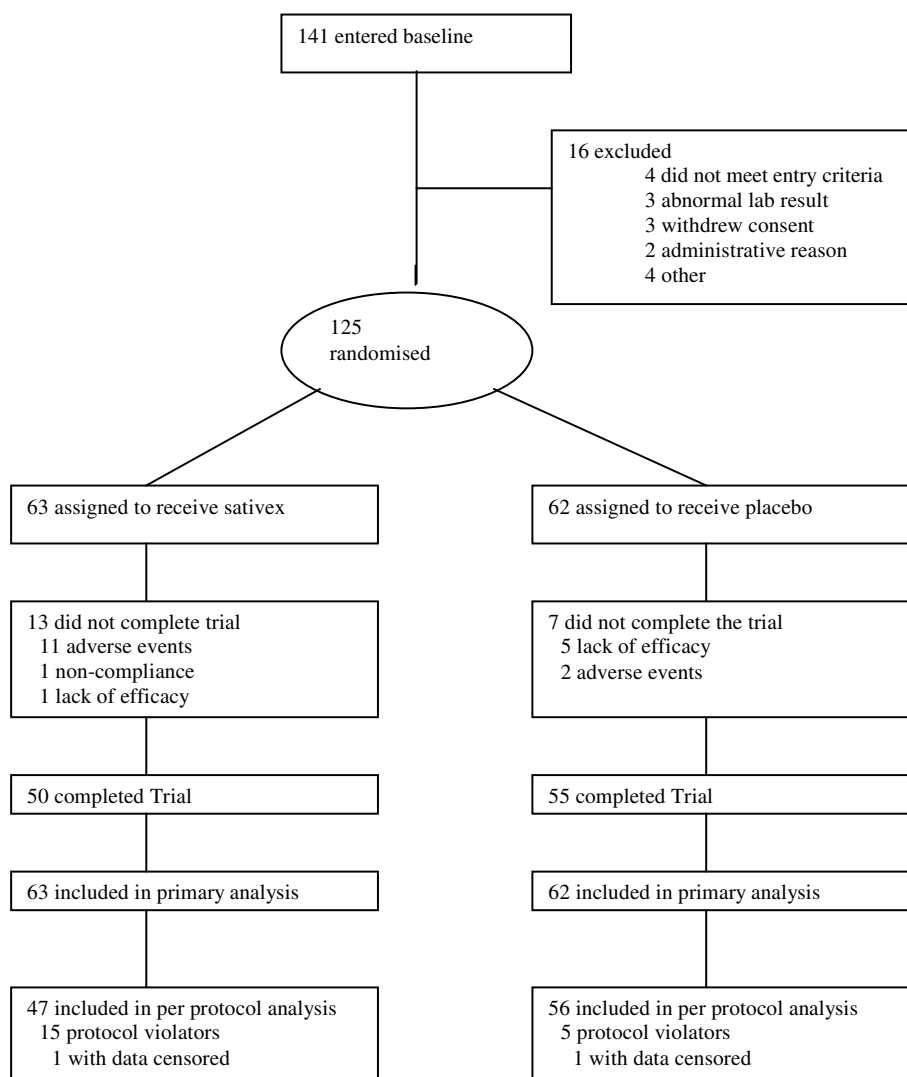 141 entered baseline
16 excluded
4 did not meet entry criteria
3 abnormal lab result
3 withdrew consent
2 administrative reason
4 other
125
randomised
63 assigned to receive sativex
62 assigned to receive placebo
13 did not complete trial
11 adverse events
1 non-compliance
1 lack of efficacy
7 did not complete the trial
5 lack of efficacy
2 adverse events
50 completed Trial
55 completed Trial
63 included in primary analysis
62 included in primary analysis
47 included in per protocol analysis
15 protocol violators
1 with data censored
56 included in per protocol analysis
5 protocol violators
1 with data censored